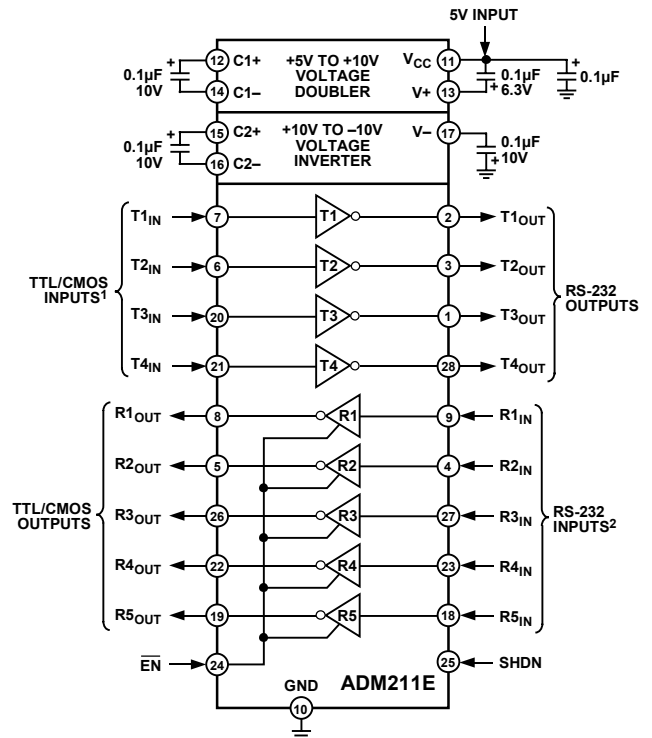 5V INPUT
12 C1+ +5V TO +10V VCC 11
0.1µF 10V VOLTAGE 0.1µF 6.3V 0.1µF
14 C1– DOUBLER V+ 13
15 C2+ +10V TO –10V V– 17
0.1µF 10V VOLTAGE 0.1µF 10V
16 C2– INVERTER
T1IN 7 T1 2 T1OUT
T2IN 6 T2 3 T2OUT
TTL/CMOS INPUTS1 RS-232 OUTPUTS
T3IN 20 T3 1 T3OUT
T4IN 21 T4 28 T4OUT
R1OUT 8 R1 9 R1IN
R2OUT 5 R2 4 R2IN
TTL/CMOS OUTPUTS R3OUT 26 R3 27 R3IN RS-232 INPUTS2
R4OUT 22 R4 23 R4IN
R5OUT 19 R5 18 R5IN
EN 24 25 SHDN
GND ADM211E
10